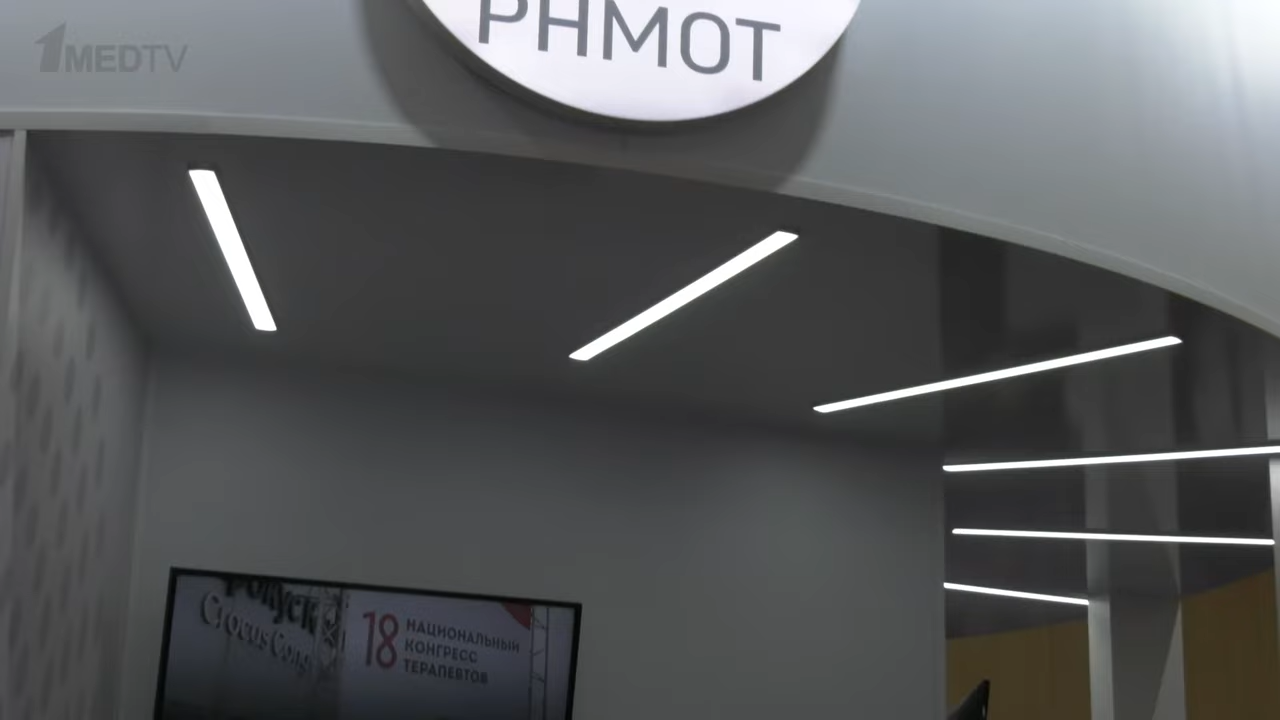 1MEDTV
РНМОТ
Crocus Cong
18 НАЦИОНАЛЬНЫЙ
КОНГРЕСС
ТЕРАПЕВТОВ